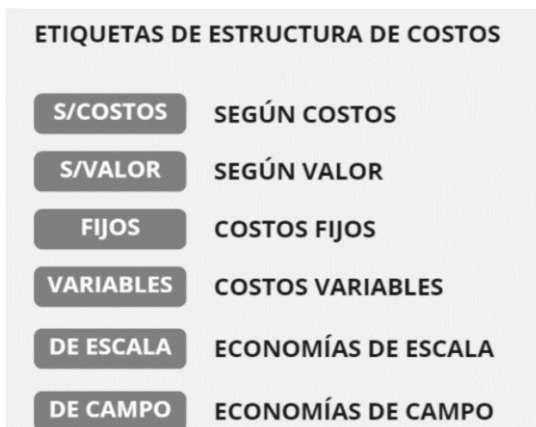 ETIQUETAS DE ESTRUCTURA DE COSTOS
S/COSTOS SEGÚN COSTOS
S/VALOR SEGÚN VALOR
FIJOS COSTOS FIJOS
VARIABLES COSTOS VARIABLES
DE ESCALA ECONOMÍAS DE ESCALA
DE CAMPO ECONOMÍAS DE CAMPO